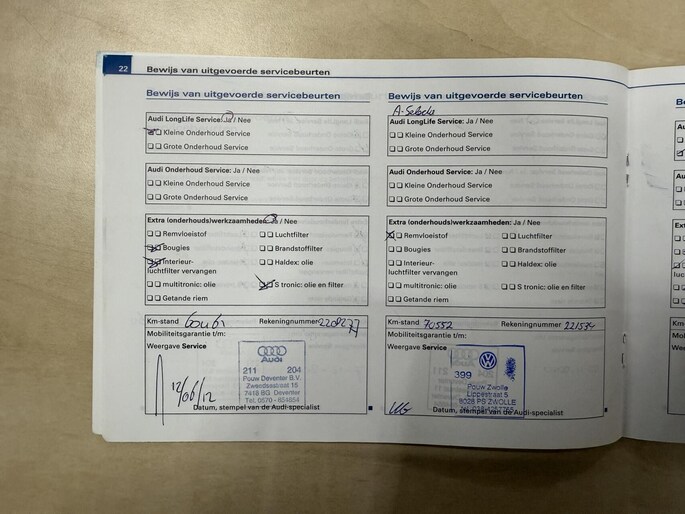 22 Bewijs van uitgevoerde servicebeurten
Bewijs van uitgevoerde servicebeurten
Audi LongLife Service: Ja / Nee
Kleine Onderhoud Service
Grote Onderhoud Service
Audi Onderhoud Service: Ja / Nee
Kleine Onderhoud Service
Grote Onderhoud Service
Extra (onderhouds)werkzaamheden: Ja / Nee
Remvloeistof Luchtfilter
Bougies Brandstoffilter
Interieur- Haldex: olie
luchtfilter vervangen
multitronic: olie S tronic: olie en filter
Getande riem
Km-stand Rekeningnummer
Mobiliteitsgarantie t/m:
Weergave Service
Audi
211 204
Pouw Deventer B.V.
Zweedsestraat 15
7418 BG Deventer
Tel. 0570 - 634654
12/06/12
Datum, stempel van de Audi-specialist
Bewijs van uitgevoerde servicebeurten
Audi LongLife Service: Ja / Nee
Kleine Onderhoud Service
Grote Onderhoud Service
Audi Onderhoud Service: Ja / Nee
Kleine Onderhoud Service
Grote Onderhoud Service
Extra (onderhouds)werkzaamheden: Ja / Nee
Remvloeistof Luchtfilter
Bougies Brandstoffilter
Interieur- Haldex: olie
luchtfilter vervangen
multitronic: olie S tronic: olie en filter
Getande riem
Km-stand 70552 Rekeningnummer 221534
Mobiliteitsgarantie t/m:
Weergave Service
399
Pouw Zwolle
Lippestraat 5
8028 PS ZWOLLE
Datum, stempel van de Audi-specialist